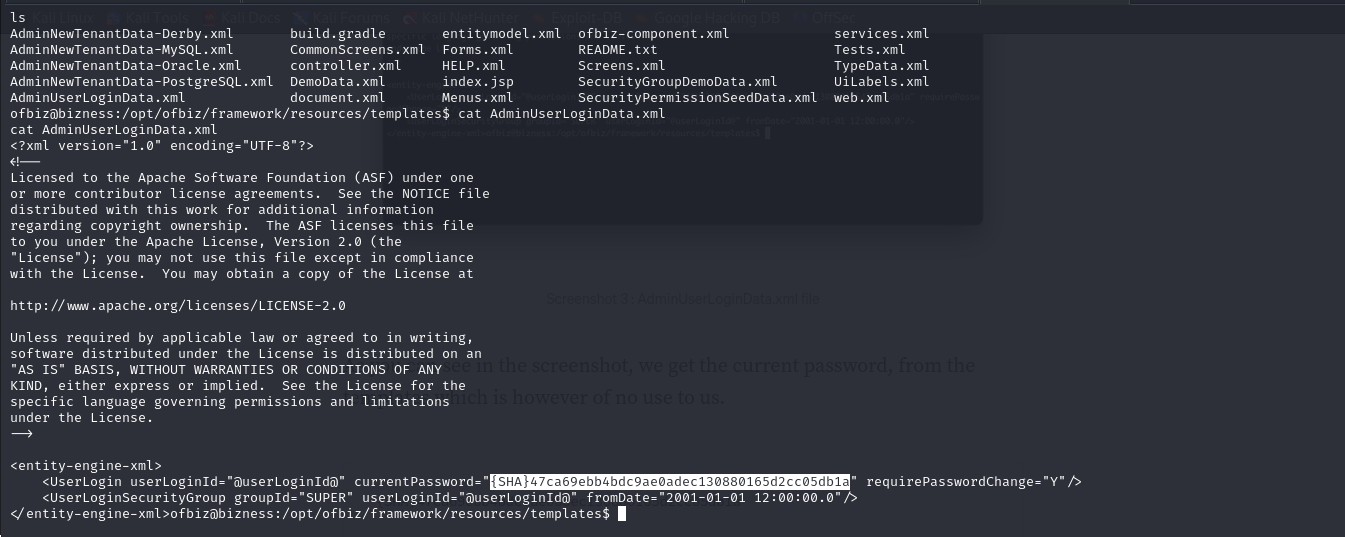 Kali Linux Kali Tools Kali Docs Kali Forums Kali NetHunter Exploit-DB Google Hacking DB OffSec
ls
AdminNewTenantData-Derby.xml build.gradle entitymodel.xml ofbiz-component.xml services.xml
AdminNewTenantData-MySQL.xml CommonScreens.xml Forms.xml README.txt Tests.xml
AdminNewTenantData-Oracle.xml controller.xml HELP.xml Screens.xml TypeData.xml
AdminNewTenantData-PostgreSQL.xml DemoData.xml index.jsp SecurityGroupDemoData.xml UiLabels.xml
AdminUserLoginData.xml document.xml Menus.xml SecurityPermissionSeedData.xml web.xml
ofbiz@bizness:/opt/ofbiz/framework/resources/templates$ cat AdminUserLoginData.xml
cat AdminUserLoginData.xml
<?xml version="1.0" encoding="UTF-8"?>
<!--
Licensed to the Apache Software Foundation (ASF) under one
or more contributor license agreements. See the NOTICE file
distributed with this work for additional information
regarding copyright ownership. The ASF licenses this file
to you under the Apache License, Version 2.0 (the
"License"); you may not use this file except in compliance
with the License. You may obtain a copy of the License at
Screenshot 3 : AdminUserLoginData.xml file
http://www.apache.org/licenses/LICENSE-2.0
Unless required by applicable law or agreed to in writing,
software distributed under the License is distributed on an
"AS IS" BASIS, WITHOUT WARRANTIES OR CONDITIONS OF ANY
see in the screenshot, we get the current password, from the
KIND, either express or implied. See the License for the
specific language governing permissions and limitations
which is however of no use to us.
under the License.
-->
<entity-engine-xml>
<UserLogin userLoginId="@userLoginId@" currentPassword="{SHA}47ca69ebb4bdc9ae0adec130880165d2cc05db1a" requirePasswordChange="Y"/>
<UserLoginSecurityGroup groupId="SUPER" userLoginId="@userLoginId@" fromDate="2001-01-01 12:00:00.0"/>
</entity-engine-xml>ofbiz@bizness:/opt/ofbiz/framework/resources/templates$